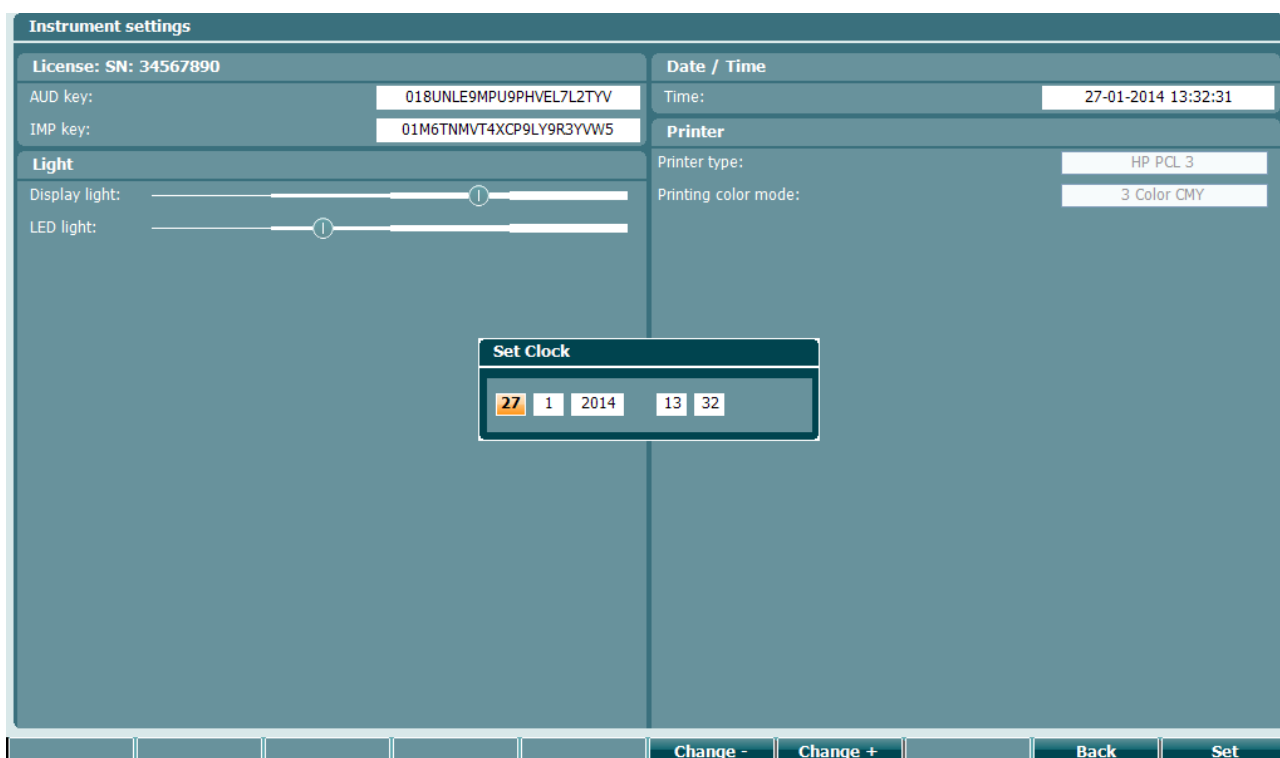 Instrument settings
License: SN: 34567890
AUD key: 018UNLE9MPU9PHVEL7L2TYV
IMP key: 01M6TNMVT4XCP9LY9R3YVW5
Light
Display light:
LED light:
Date / Time
Time: 27-01-2014 13:32:31
Printer
Printer type: HP PCL 3
Printing color mode: 3 Color CMY
Set Clock
27 1 2014 13 32
Change - Change + Back Set